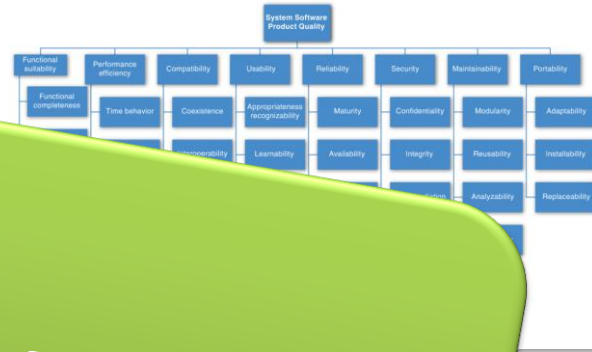 System Software
Product Quality
Functional
suitability
Performance
efficiency
Compatibility
Usability
Reliability
Security
Maintainability
Portability
Functional
completeness
Time behavior
Coexistence
Appropriateness
recognizability
Maturity
Confidentiality
Modularity
Adaptability
Interoperability
Learnability
Availability
Integrity
Reusability
Installability
Analyzability
Replaceability